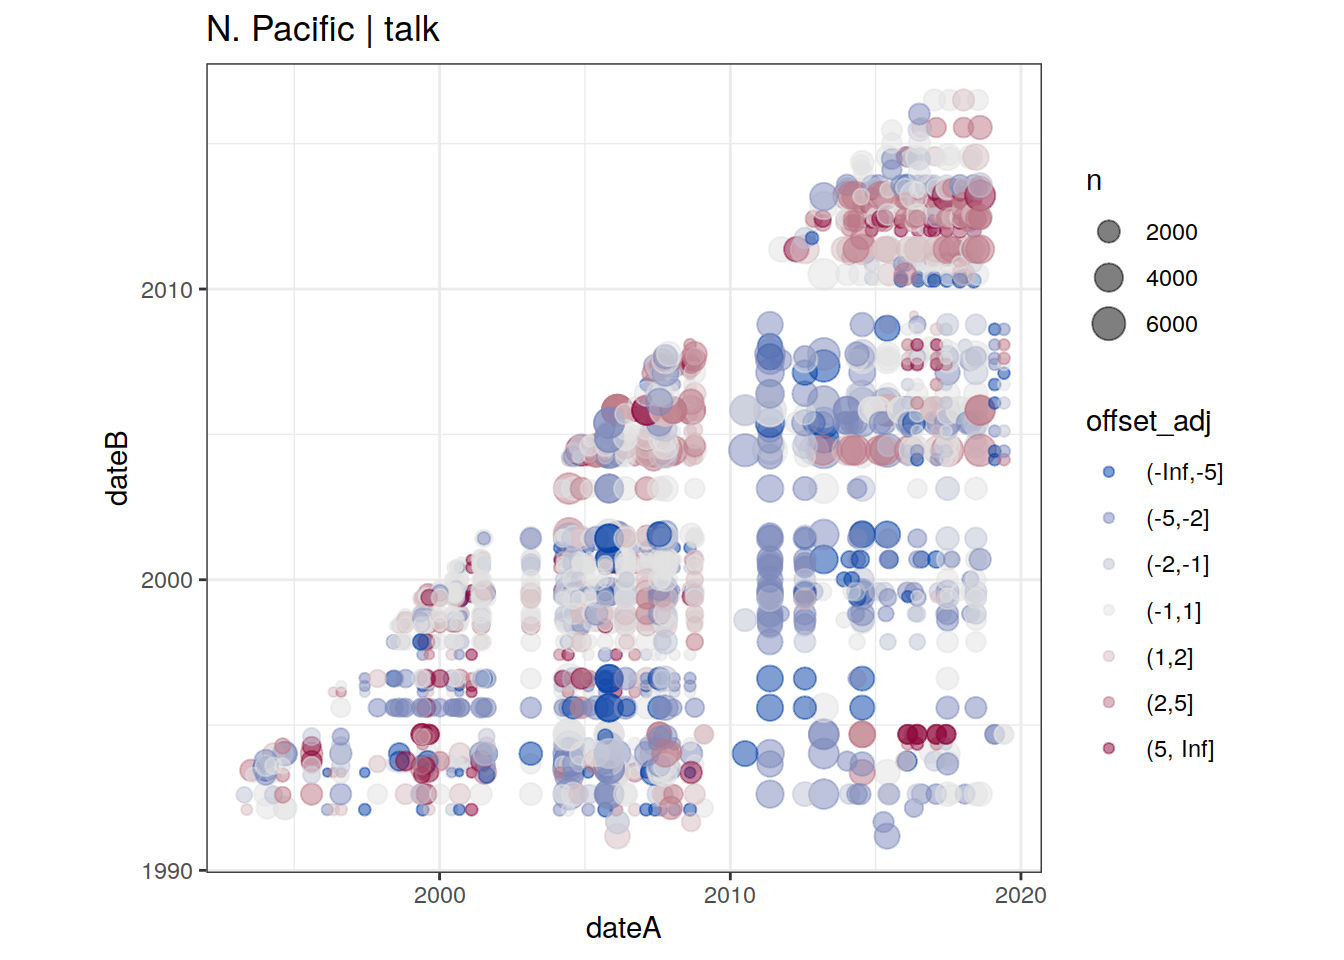 N. Pacific | talk
n
2000
4000
6000
offset_adj
(-Inf,-5]
(-5,-2]
(-2,-1]
(-1,1]
(1,2]
(2,5]
(5, Inf]
dateB
2010
2000
1990
2000
2010
2020
dateA